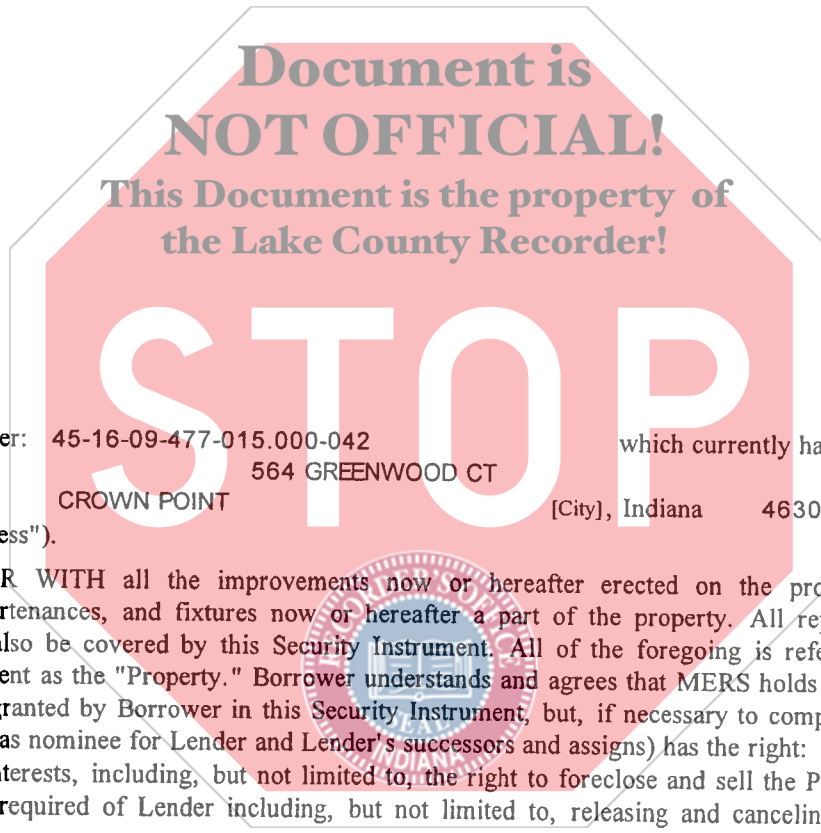 Document is
NOT OFFICIAL!
This Document is the property of
the Lake County Recorder!
STOP
er: 45-16-09-477-015.000-042 which currently ha
564 GREENWOOD CT
CROWN POINT [City], Indiana 4630
ess").
R WITH all the improvements now or hereafter erected on the pro
rtenances, and fixtures now or hereafter a part of the property. All rep
lso be covered by this Security Instrument. All of the foregoing is refe
ent as the "Property." Borrower understands and agrees that MERS holds
granted by Borrower in this Security Instrument, but, if necessary to comp
as nominee for Lender and Lender's successors and assigns) has the right:
terests, including, but not limited to, the right to foreclose and sell the P
required of Lender including, but not limited to, releasing and cancelin
RECORDER'S OFFICE
SEAL
INDIANA